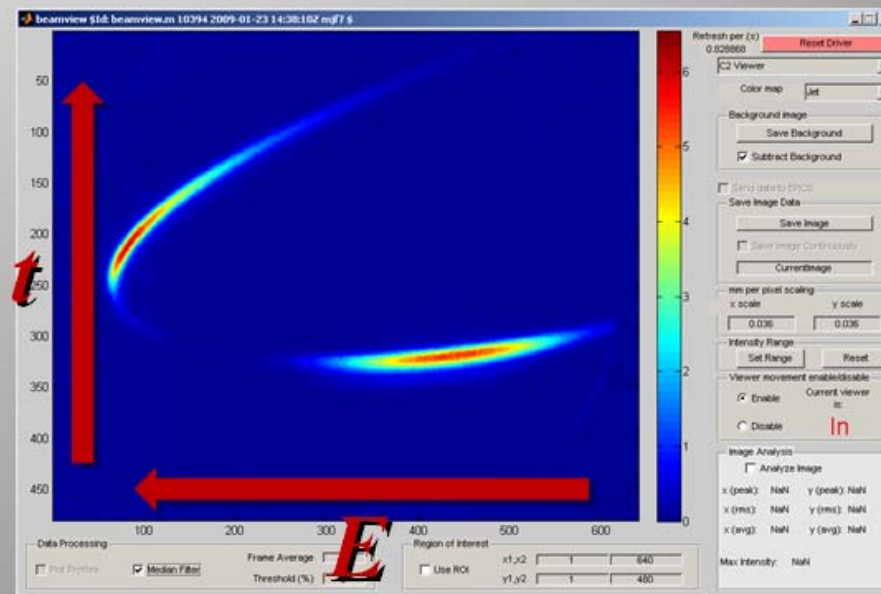 beamview $Id: beamview.m 10394 2009-01-23 14:38:10Z mjf7 $
50
100
150
200
250
300
350
400
450
100
200
300
400
500
600
t
E
6
5
4
3
2
1
0
Refresh per.(s)
0.828868
Reset Driver
C2 Viewer
Color map
Jet
Background image
Save Background
Subtract Background
Send data to EPICS
Save Image Data
Save Image
Save Image Continuously
CurrentImage
mm per pixel scaling
x scale
y scale
0.036
0.036
Intensity Range
Set Range
Reset
Viewer movement enable/disable
Enable
Current viewer is:
Disable
In
Image Analysis
Analyze Image
x (peak): NaN y (peak): NaN
x (rms): NaN y (rms): NaN
x (avg): NaN y (avg): NaN
Max Intensity: NaN
Data Processing
Plot Profiles
Median Filter
Frame Average
Threshold (%)
Region of Interest
Use ROI
x1,x2 1 640
y1,y2 1 480